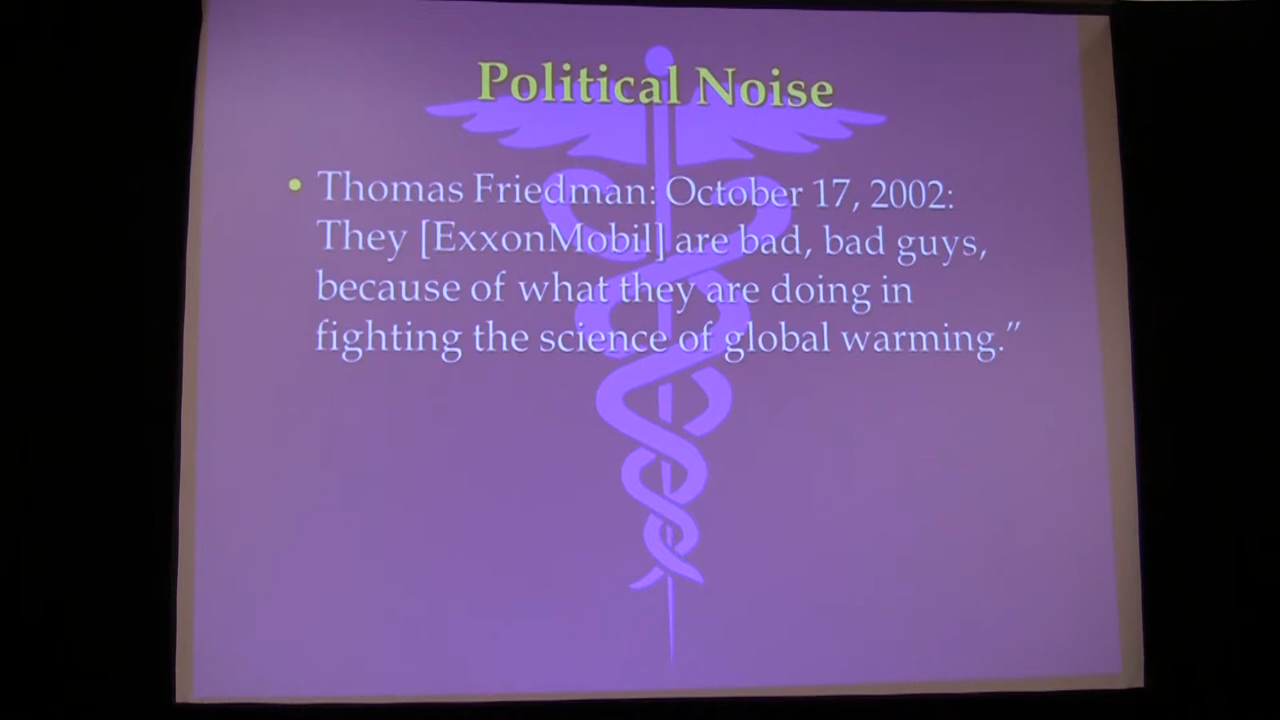 Political Noise
• Thomas Friedman: October 17, 2002:
They [ExxonMobil] are bad, bad guys,
because of what they are doing in
fighting the science of global warming.”